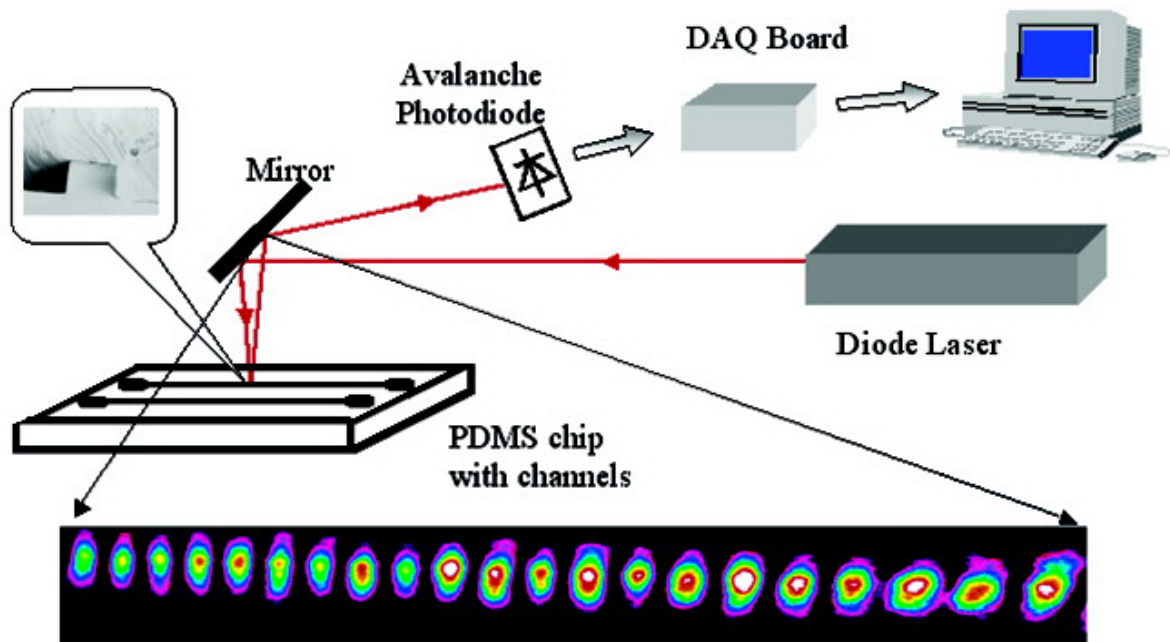 DAQ Board
Avalanche
Photodiode
Mirror
Diode Laser
PDMS chip
with channels